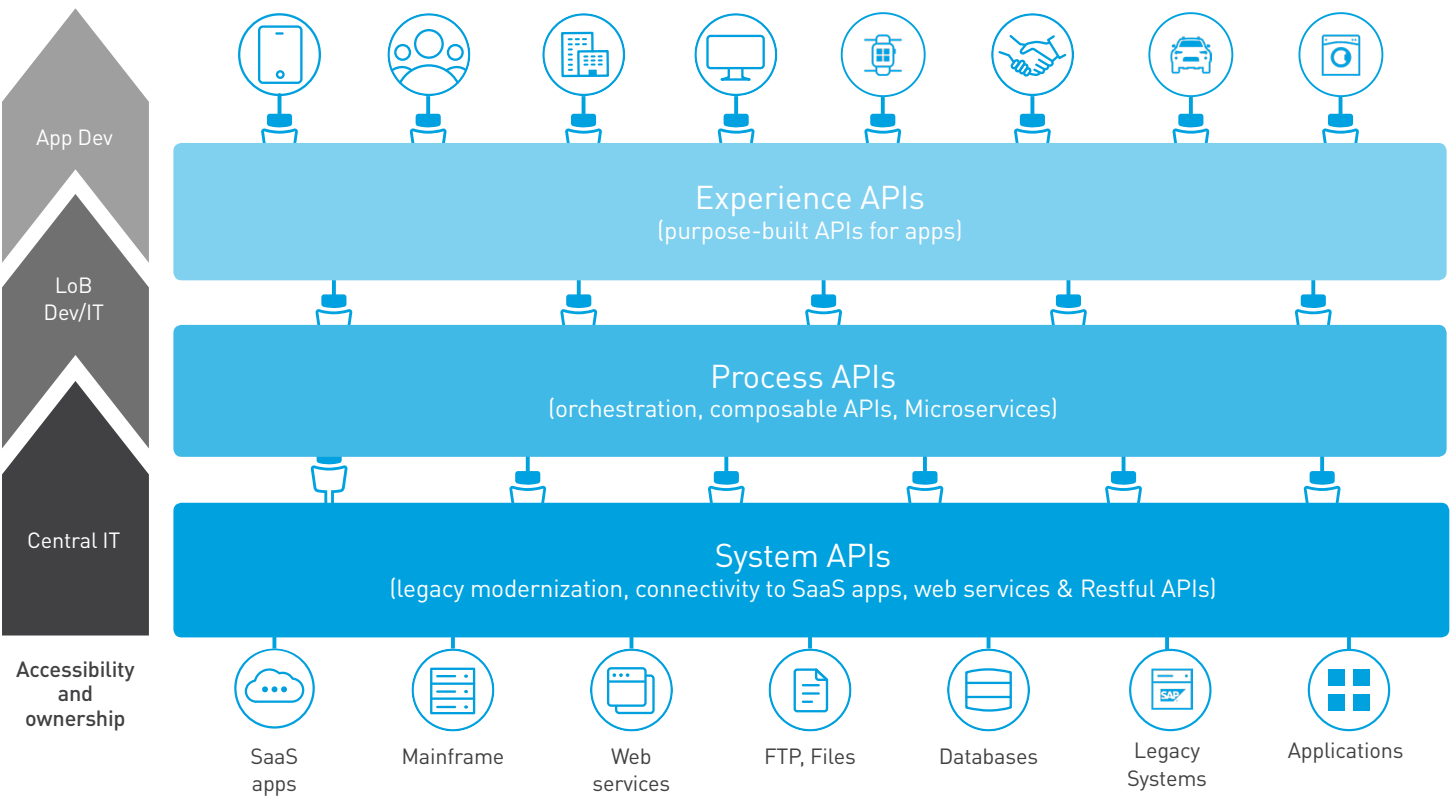 App Dev
Experience APIs
(purpose-built APIs for apps)
LoB
Dev/IT
Process APIs
(orchestration, composable APIs, Microservices)
Central IT
System APIs
(legacy modernization, connectivity to SaaS apps, web services & Restful APIs)
Accessibility
and
ownership
SAP
SaaS
apps
Mainframe
Web
services
FTP, Files
Databases
Legacy
Systems
Applications